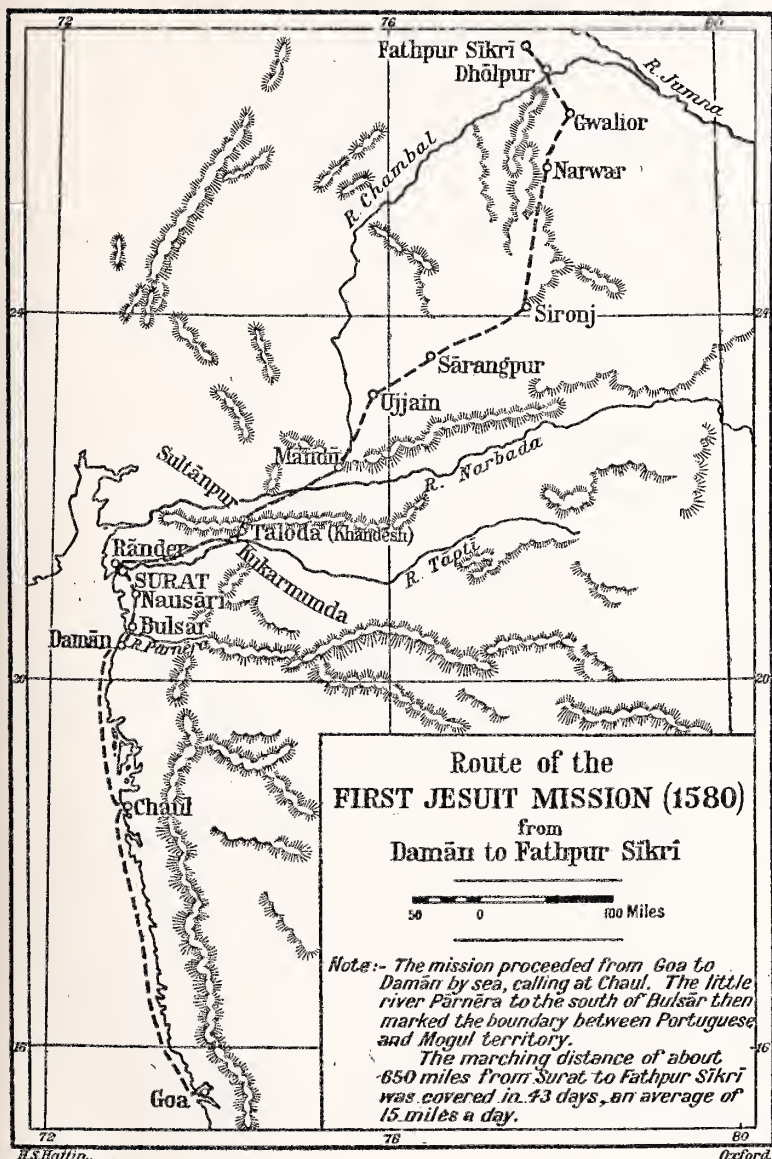 72
76
80
Fathpur Sīkrī
Dhōlpur
R. Jumna
Gwalior
R. Chambal
Narwar
24
24
Sironj
Sārangpur
Ujjain
Māndū
Sultānpur
R. Narbada
Taloda (Khandēsh)
Rānder
Kukarmunda
R. Tāptī
SURAT
Nausārī
Bulsar
Damān
R. Parnera
20
20
Chaul
Route of the
FIRST JESUIT MISSION (1580)
from
Damān to Fathpur Sīkrī
50 0 100 Miles
Note:- The mission proceeded from Goa to
Damān by sea, calling at Chaul. The little
river Pārnēra to the south of Bulsār then
marked the boundary between Portuguese
and Mogul territory.
The marching distance of about
650 miles from Surat to Fathpur Sīkrī
was covered in 43 days, an average of
15 miles a day.
16
16
Goa
72
76
80
Oxford.